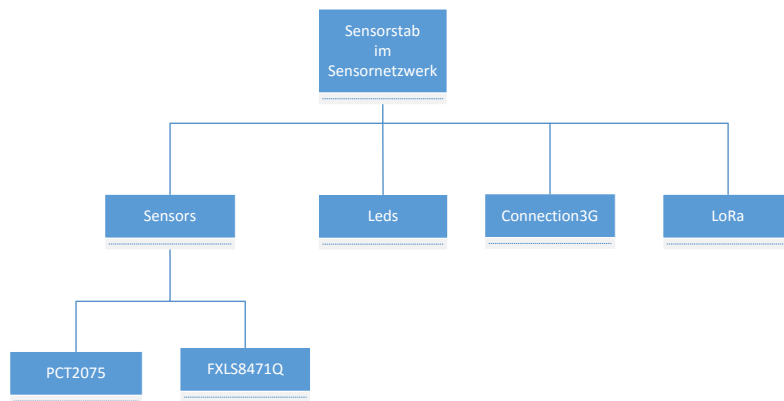 Sensorstab
im
Sensornetzwerk
Sensors
Leds
Connection3G
LoRa
PCT2075
FXLS8471Q